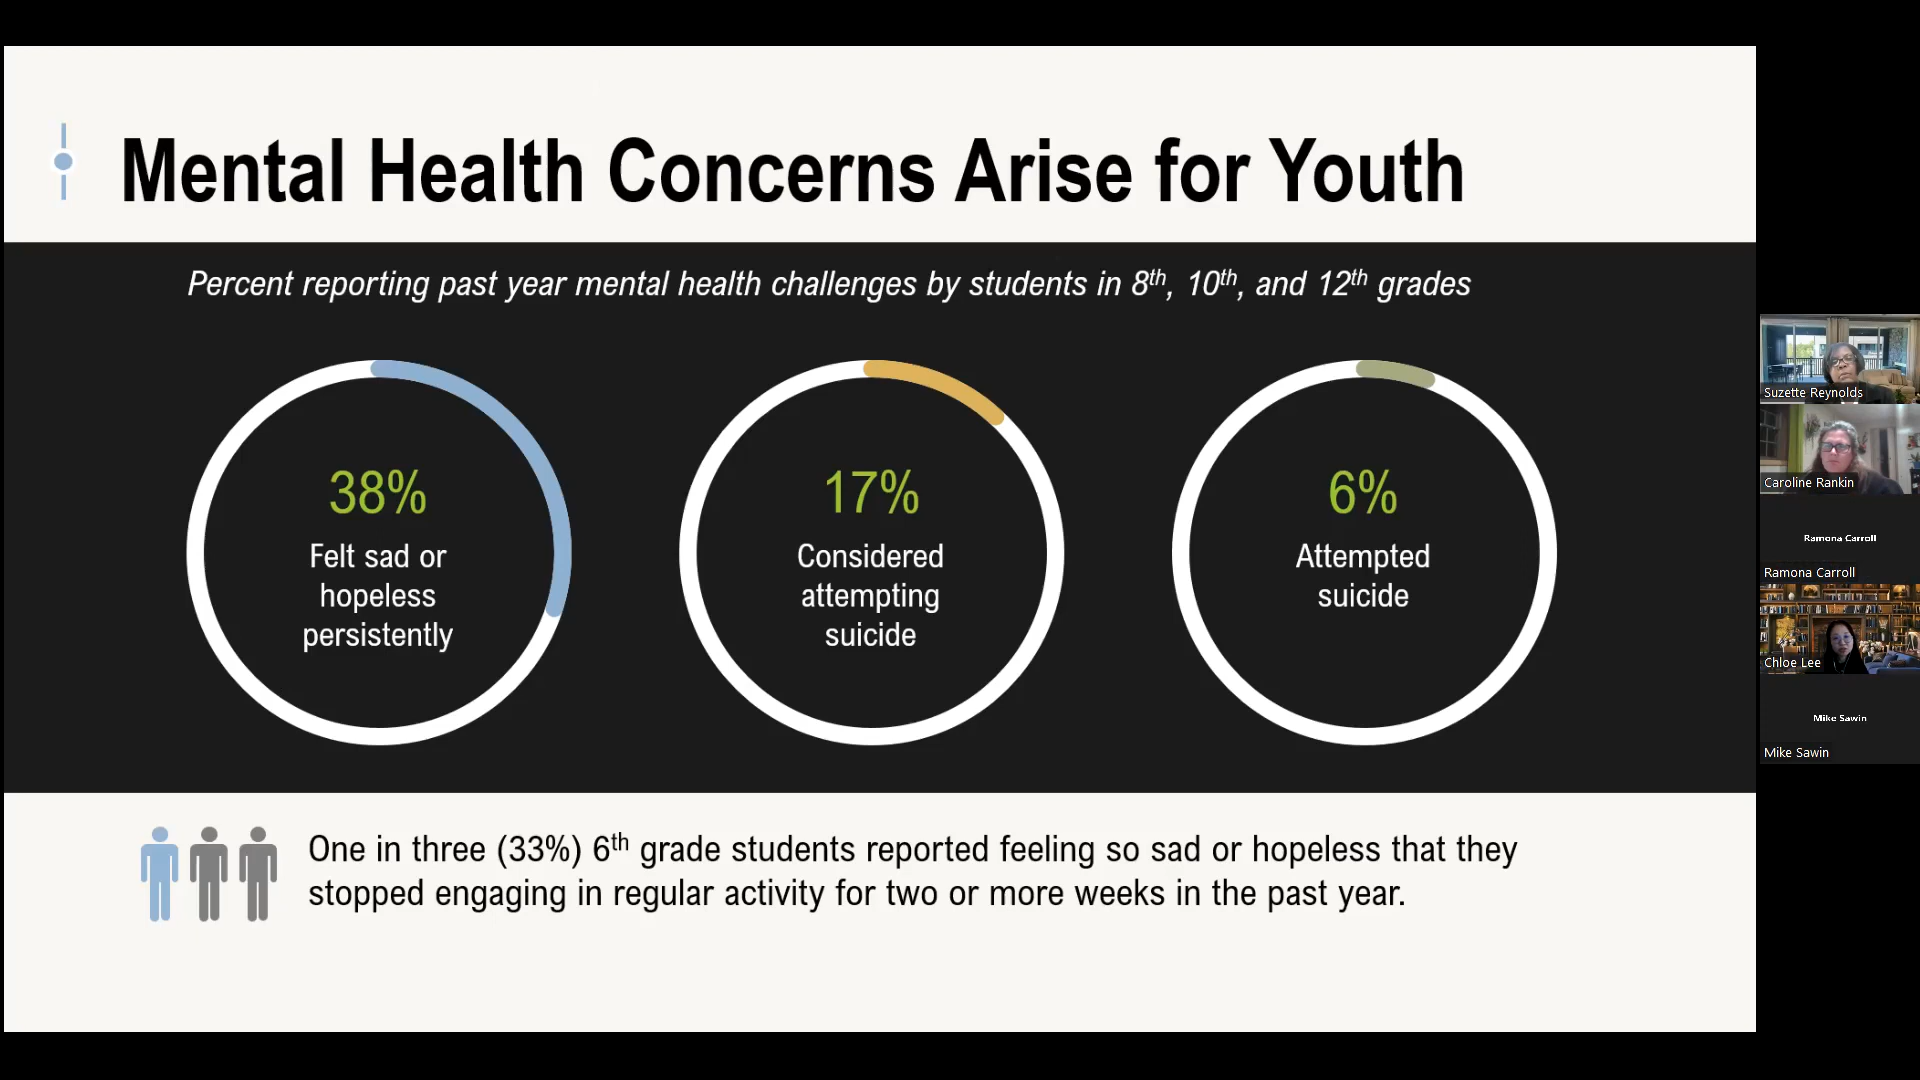 Mental Health Concerns Arise for Youth
Percent reporting past year mental health challenges by students in 8th, 10th, and 12th grades
38%
Felt sad or
hopeless
persistently
17%
Considered
attempting
suicide
6%
Attempted
suicide
One in three (33%) 6th grade students reported feeling so sad or hopeless that they
stopped engaging in regular activity for two or more weeks in the past year.
Suzette Reynolds
Caroline Rankin
Ramona Carroll
Ramona Carroll
Chloe Lee
Mike Sawin
Mike Sawin